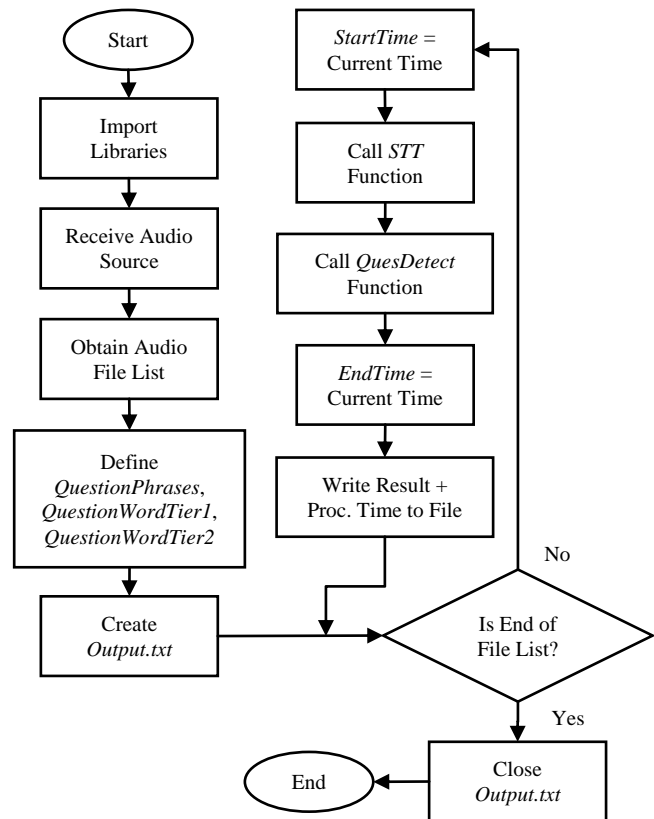 Start
Import
Libraries
Receive Audio
Source
Obtain Audio
File List
Define
QuestionPhrases,
QuestionWordTier1,
QuestionWordTier2
Create
Output.txt
StartTime =
Current Time
Call STT
Function
Call QuesDetect
Function
EndTime =
Current Time
Write Result +
Proc. Time to File
No
Is End of
File List?
Yes
Close
Output.txt
End